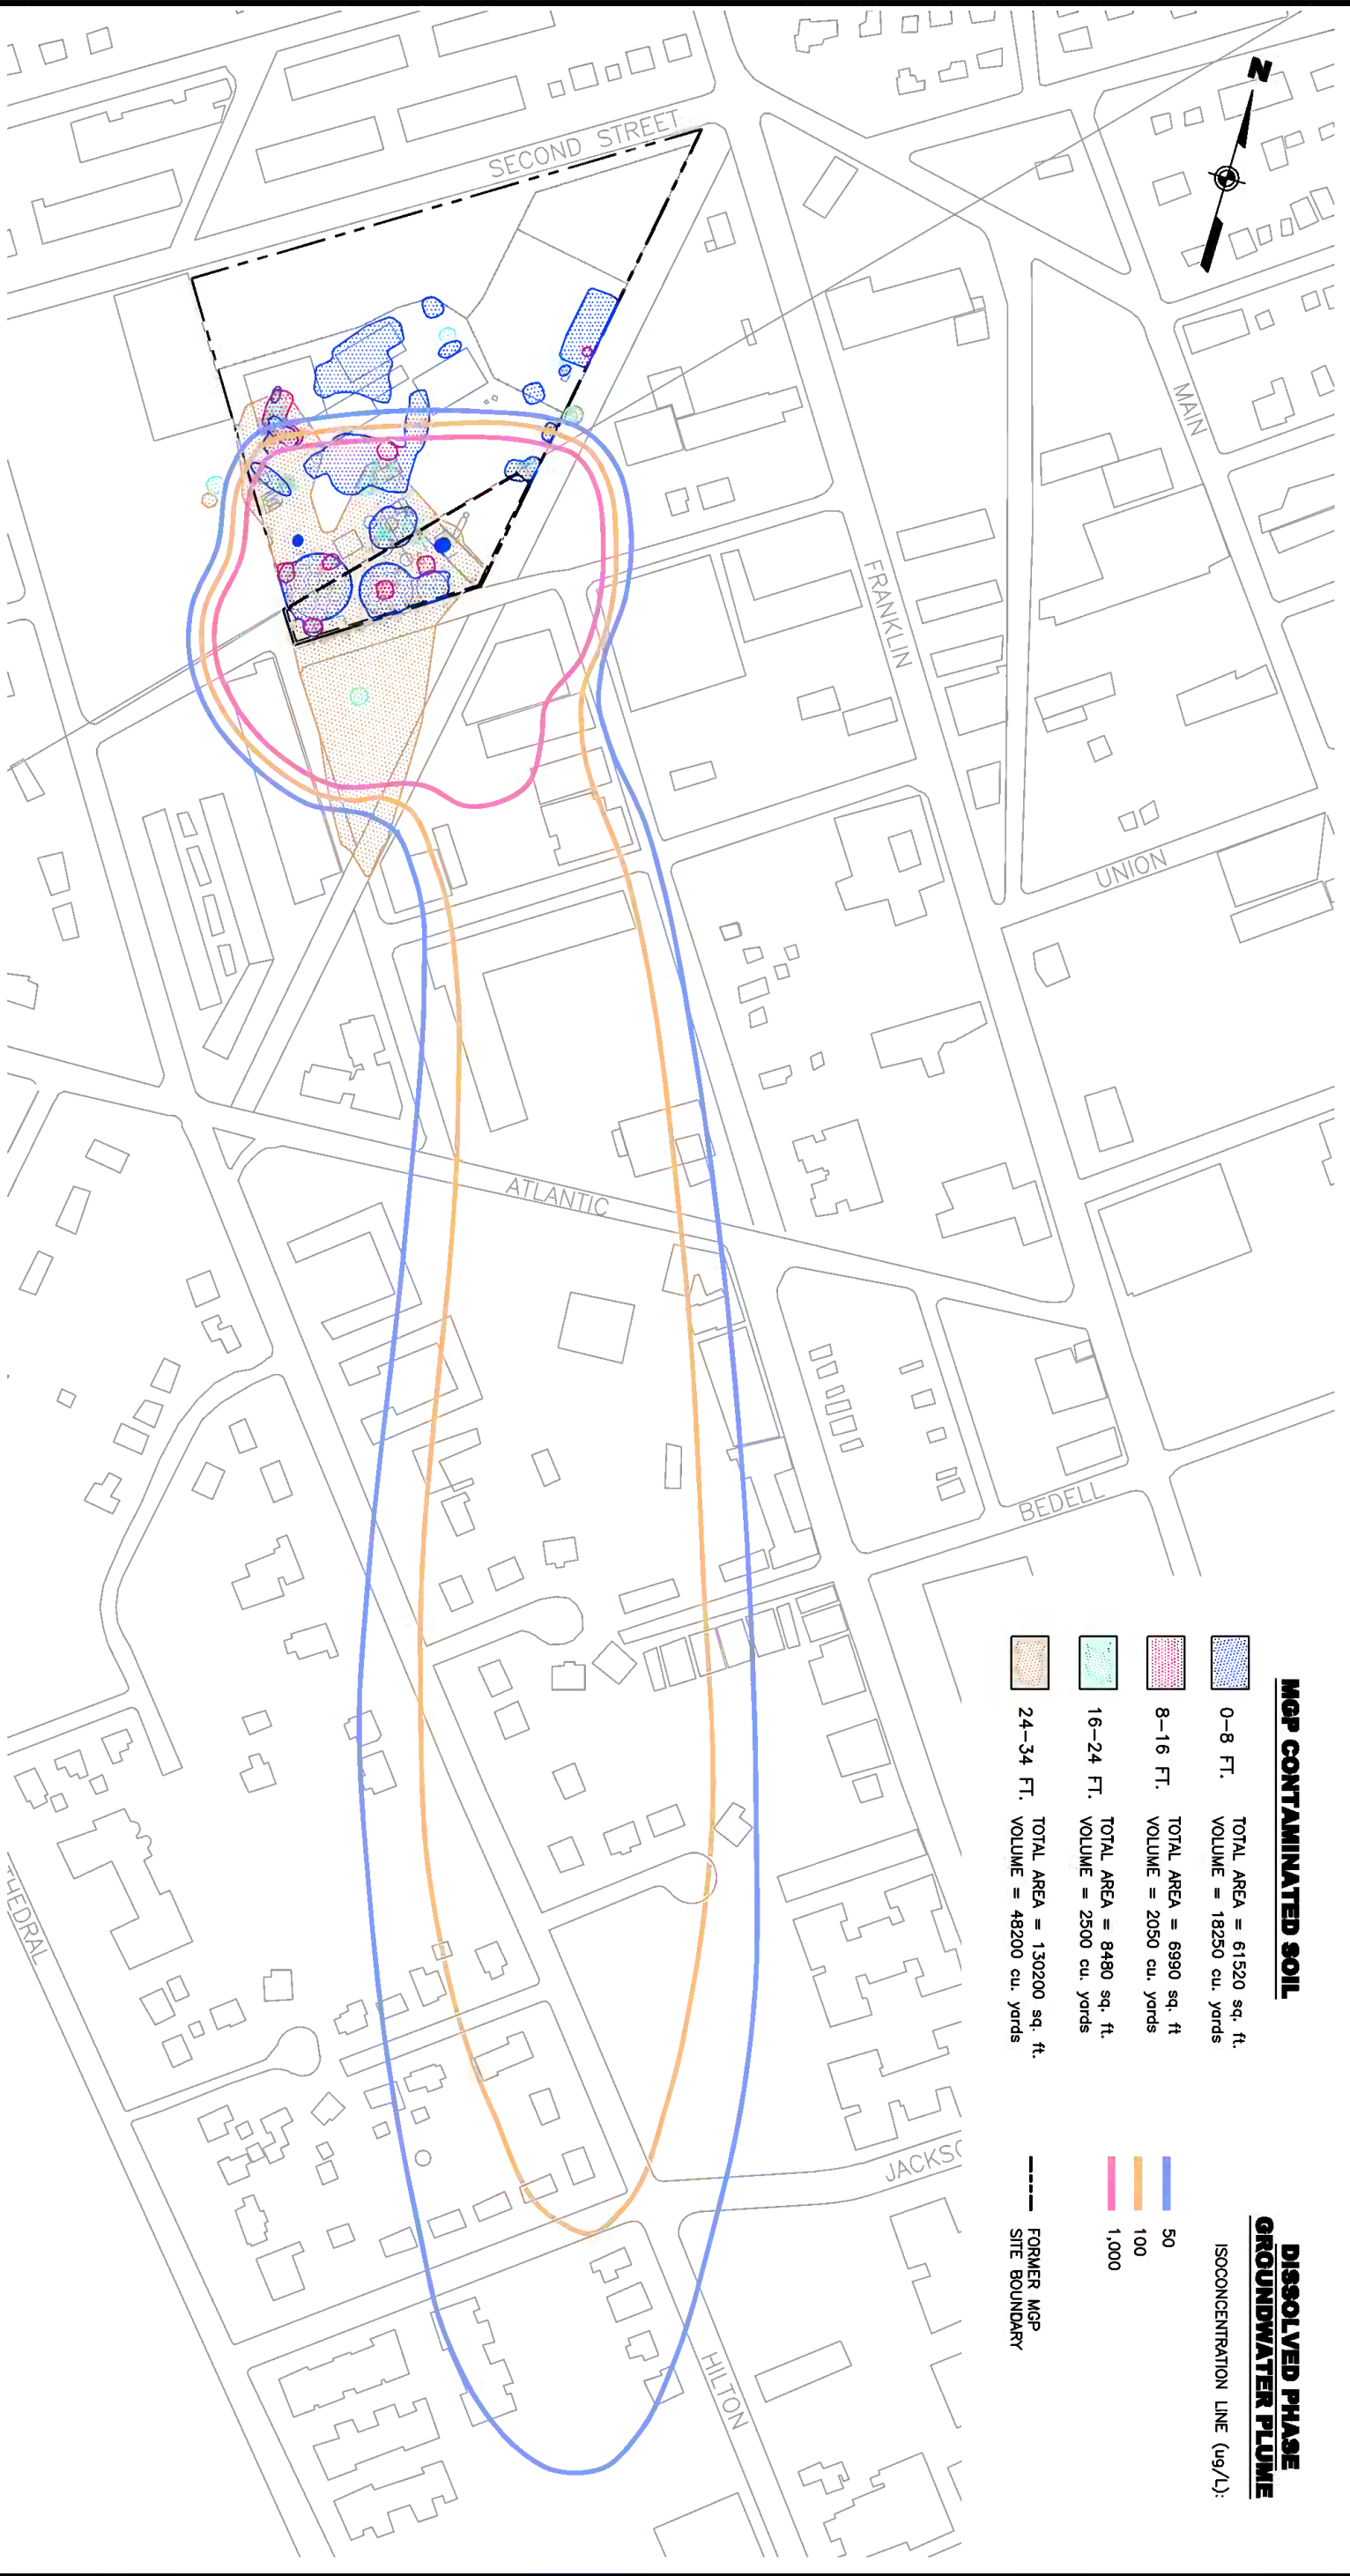 N
SECOND STREET
MAIN
FRANKLIN
UNION
ATLANTIC
BEDELL
THEDRAL
JACKSO
HILTON
MGP CONTAMINATED SOIL
0-8 FT. TOTAL AREA = 61520 sq. ft.
VOLUME = 18250 cu. yards
8-16 FT. TOTAL AREA = 6990 sq. ft
VOLUME = 2050 cu. yards
16-24 FT. TOTAL AREA = 8480 sq. ft.
VOLUME = 2500 cu. yards
24-34 FT. TOTAL AREA = 130200 sq. ft.
VOLUME = 48200 cu. yards
DISSOLVED PHASE
GROUNDWATER PLUME
ISOCONCENTRATION LINE (ug/L):
50
100
1,000
FORMER MGP
SITE BOUNDARY